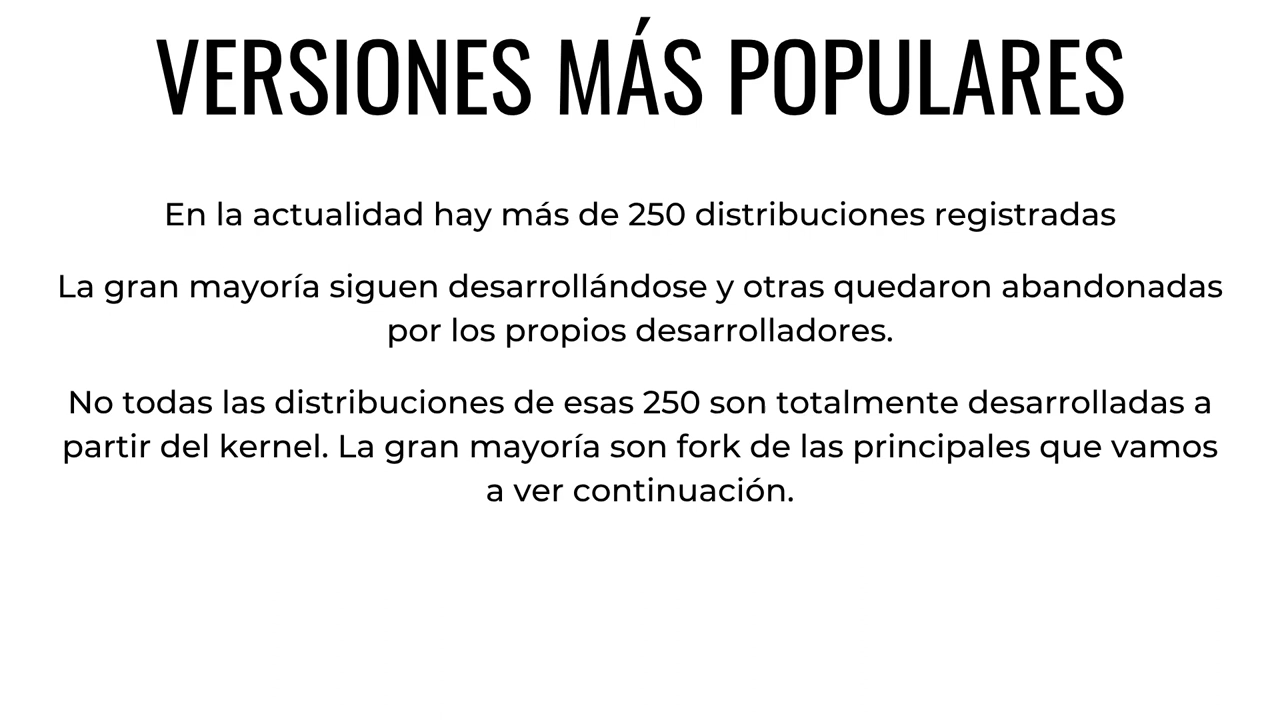 VERSIONES MÁS POPULARES
En la actualidad hay más de 250 distribuciones registradas
La gran mayoría siguen desarrollándose y otras quedaron abandonadas
por los propios desarrolladores.
No todas las distribuciones de esas 250 son totalmente desarrolladas a
partir del kernel. La gran mayoría son fork de las principales que vamos
a ver continuación.